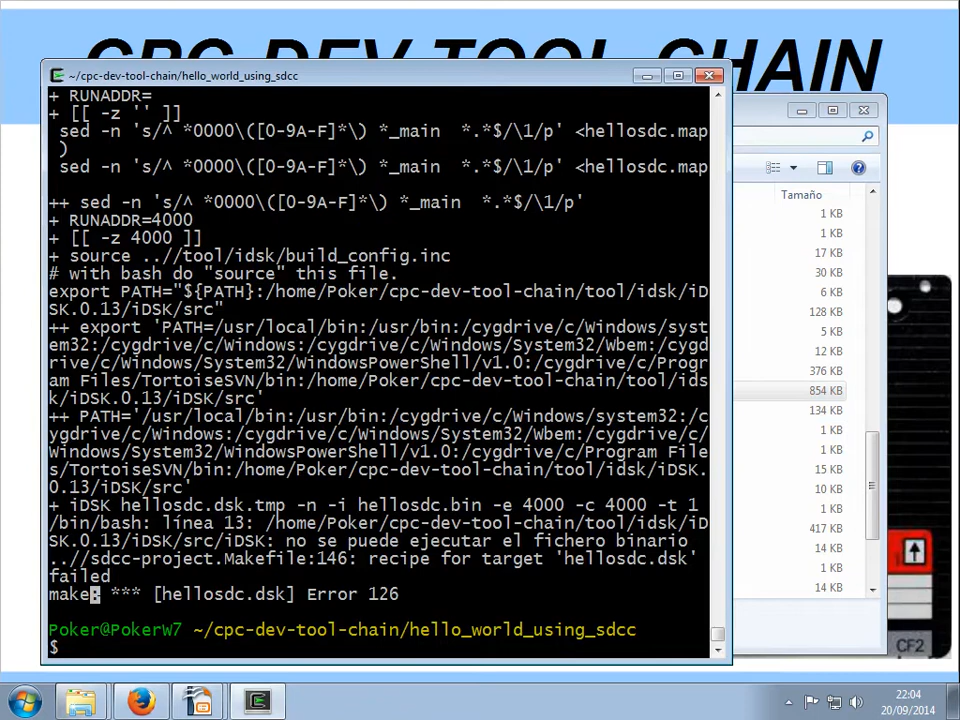 CPC-DEV-TOOL-CHAIN
~/cpc-dev-tool-chain/hello_world_using_sdcc
+ RUNADDR=
+ [[ -z '' ]]
sed -n 's/^ *0000\([0-9A-F]*\) *_main  *.*$/\1/p' <hellosdc.map
)
sed -n 's/^ *0000\([0-9A-F]*\) *_main  *.*$/\1/p' <hellosdc.map
++ sed -n 's/^ *0000\([0-9A-F]*\) *_main  *.*$/\1/p'
+ RUNADDR=4000
+ [[ -z 4000 ]]
+ source ..//tool/idsk/build_config.inc
# with bash do "source" this file.
export PATH="${PATH}:/home/Poker/cpc-dev-tool-chain/tool/idsk/iD
SK.0.13/iDSK/src"
++ export 'PATH=/usr/local/bin:/usr/bin:/cygdrive/c/Windows/syst
em32:/cygdrive/c/Windows:/cygdrive/c/Windows/System32/Wbem:/cygd
rive/c/Windows/System32/WindowsPowerShell/v1.0:/cygdrive/c/Progr
am Files/TortoiseSVN/bin:/home/Poker/cpc-dev-tool-chain/tool/ids
k/iDSK.0.13/iDSK/src'
++ PATH='/usr/local/bin:/usr/bin:/cygdrive/c/Windows/system32:/c
ygdrive/c/Windows:/cygdrive/c/Windows/System32/Wbem:/cygdrive/c/
Windows/System32/WindowsPowerShell/v1.0:/cygdrive/c/Program File
s/TortoiseSVN/bin:/home/Poker/cpc-dev-tool-chain/tool/idsk/iDSK.
0.13/iDSK/src'
+ iDSK hellosdc.dsk.tmp -n -i hellosdc.bin -e 4000 -c 4000 -t 1
/bin/bash: línea 13: /home/Poker/cpc-dev-tool-chain/tool/idsk/iD
SK.0.13/iDSK/src/iDSK: no se puede ejecutar el fichero binario
..//sdcc-project.Makefile:146: recipe for target 'hellosdc.dsk'
failed
make: *** [hellosdc.dsk] Error 126
Poker@PokerW7 ~/cpc-dev-tool-chain/hello_world_using_sdcc
$
Tamaño
1 KB
1 KB
17 KB
30 KB
6 KB
128 KB
5 KB
12 KB
376 KB
854 KB
134 KB
1 KB
1 KB
15 KB
10 KB
1 KB
417 KB
14 KB
1 KB
14 KB
CF2
22:04
20/09/2014